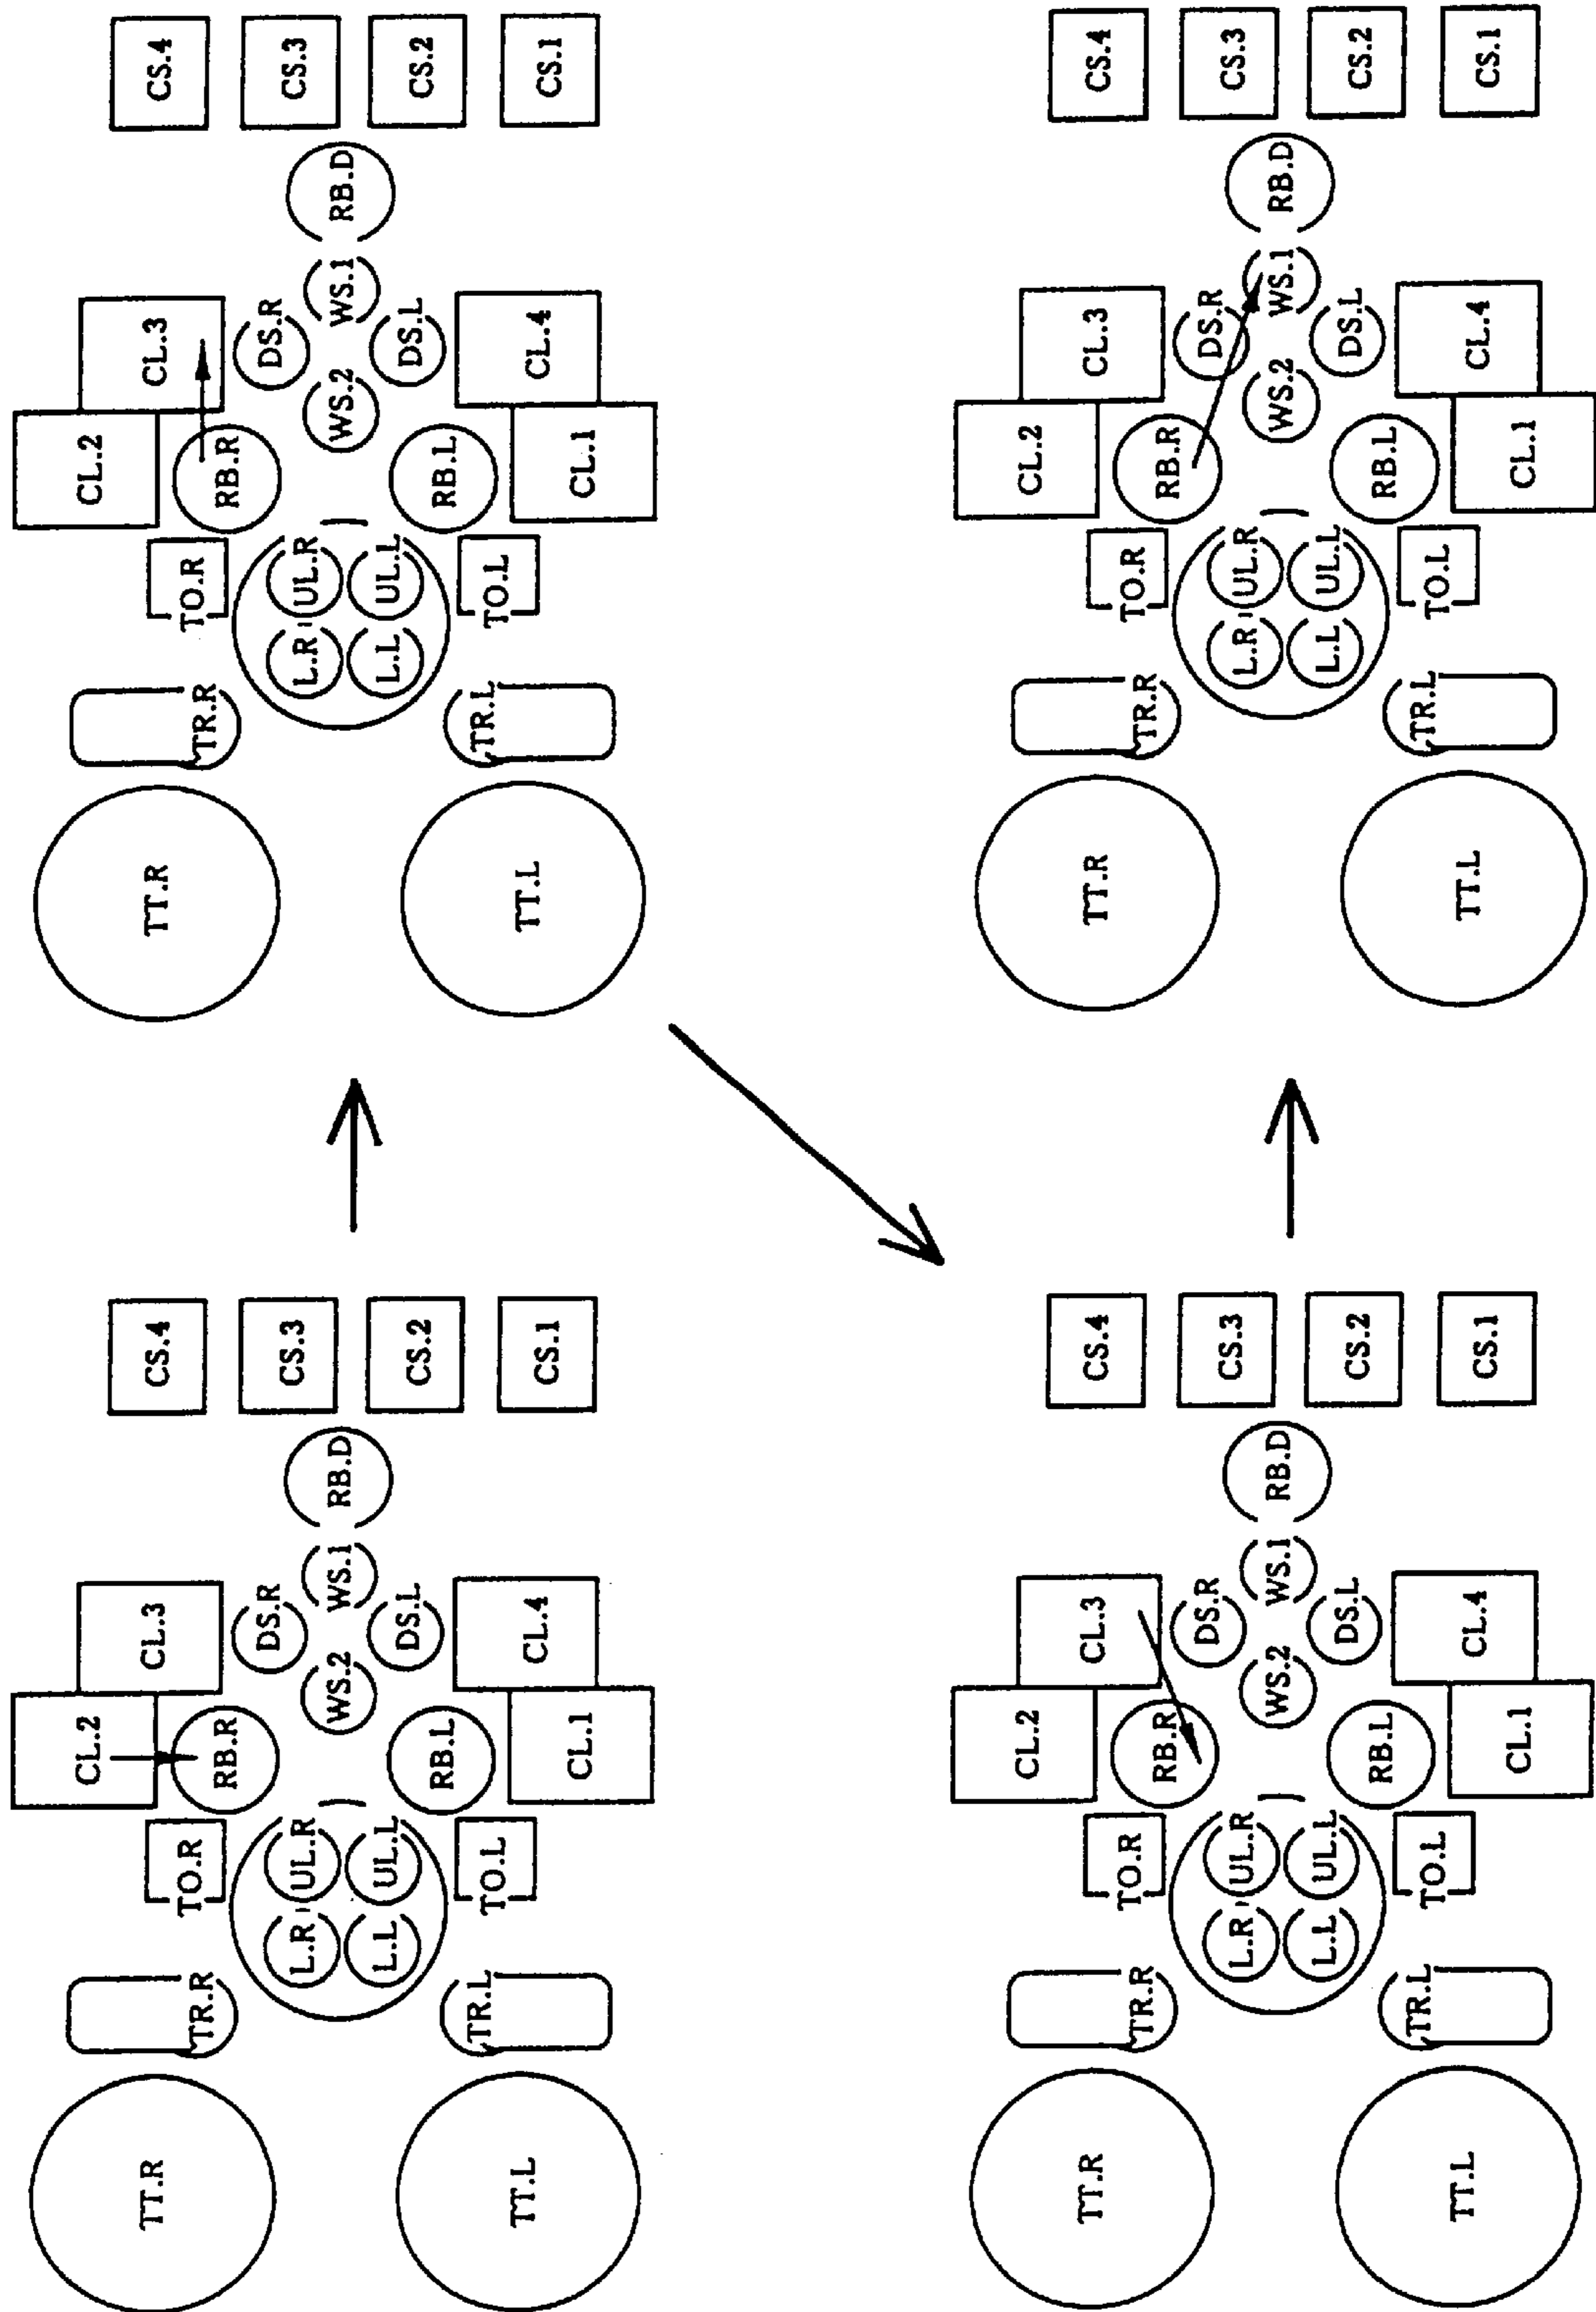 TT.L TT.R
TR.L TR.R
L.L L.R
TO.L UL.L UL.R TO.R
CL.1 RB.L RB.R CL.2
WS.2
CL.4 DS.L DS.R CL.3
WS.1
RB.D
CS.1 CS.2 CS.3 CS.4
TT.L TT.R
TR.L TR.R
L.L L.R
TO.L UL.L UL.R TO.R
CL.1 RB.L RB.R CL.2
WS.2
CL.4 DS.L DS.R CL.3
WS.1
RB.D
CS.1 CS.2 CS.3 CS.4
TT.L TT.R
TR.L TR.R
L.L L.R
TO.L UL.L UL.R TO.R
CL.1 RB.L RB.R CL.2
WS.2
CL.4 DS.L DS.R CL.3
WS.1
RB.D
CS.1 CS.2 CS.3 CS.4
TT.L TT.R
TR.L TR.R
L.L L.R
TO.L UL.L UL.R TO.R
CL.1 RB.L RB.R CL.2
WS.2
CL.4 DS.L DS.R CL.3
WS.1
RB.D
CS.1 CS.2 CS.3 CS.4